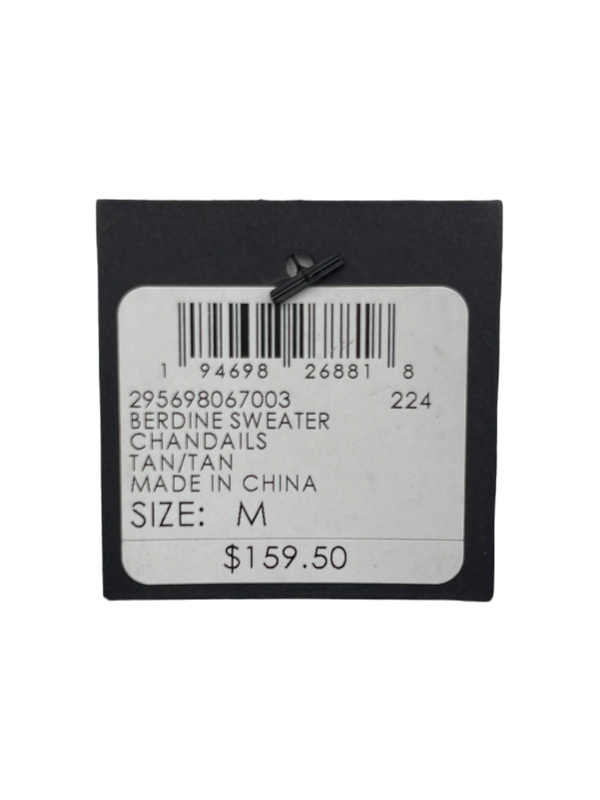 1 94698 26881 8
295698067003 224
BERDINE SWEATER
CHANDAILS
TAN/TAN
MADE IN CHINA
SIZE: M
$159.50